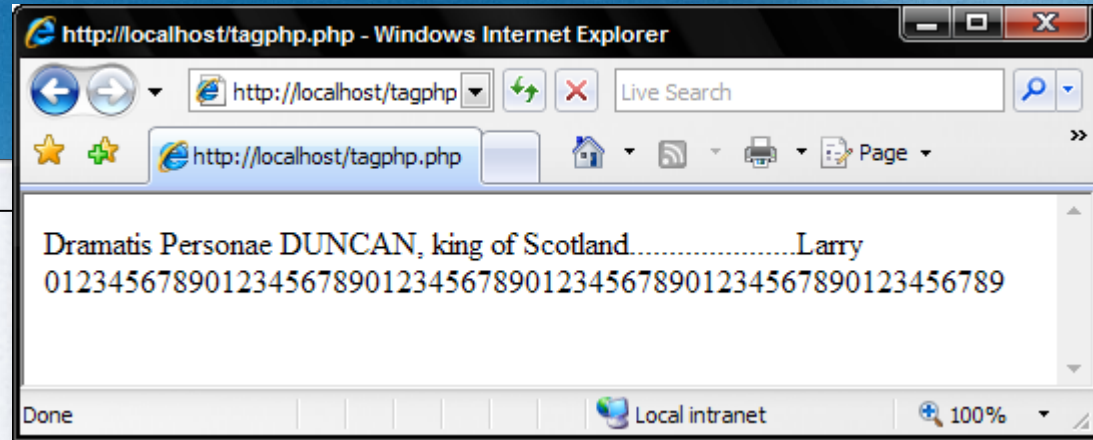 http://localhost/tagphp.php - Windows Internet Explorer
http://localhost/tagphp
Live Search
http://localhost/tagphp.php
Page
Dramatis Personae DUNCAN, king of Scotland.....................Larry
012345678901234567890123456789012345678901234567890123456789
Done
Local intranet
100%